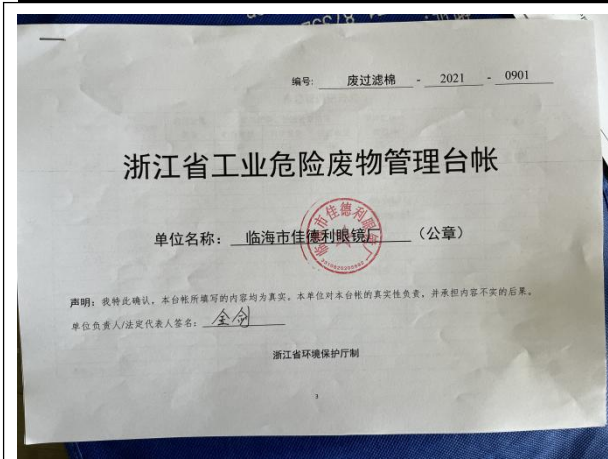 编号: 废过滤棉 - 2021 - 0901
浙江省工业危险废物管理台帐
单位名称: 临海市佳德利眼镜厂 (公章)
声明: 我特此确认, 本台帐所填写的内容均为真实。本单位对本台帐的真实性负责, 并承担内容不实的后果。
单位负责人/法定代表人签名:
浙江省环境保护厅制
3